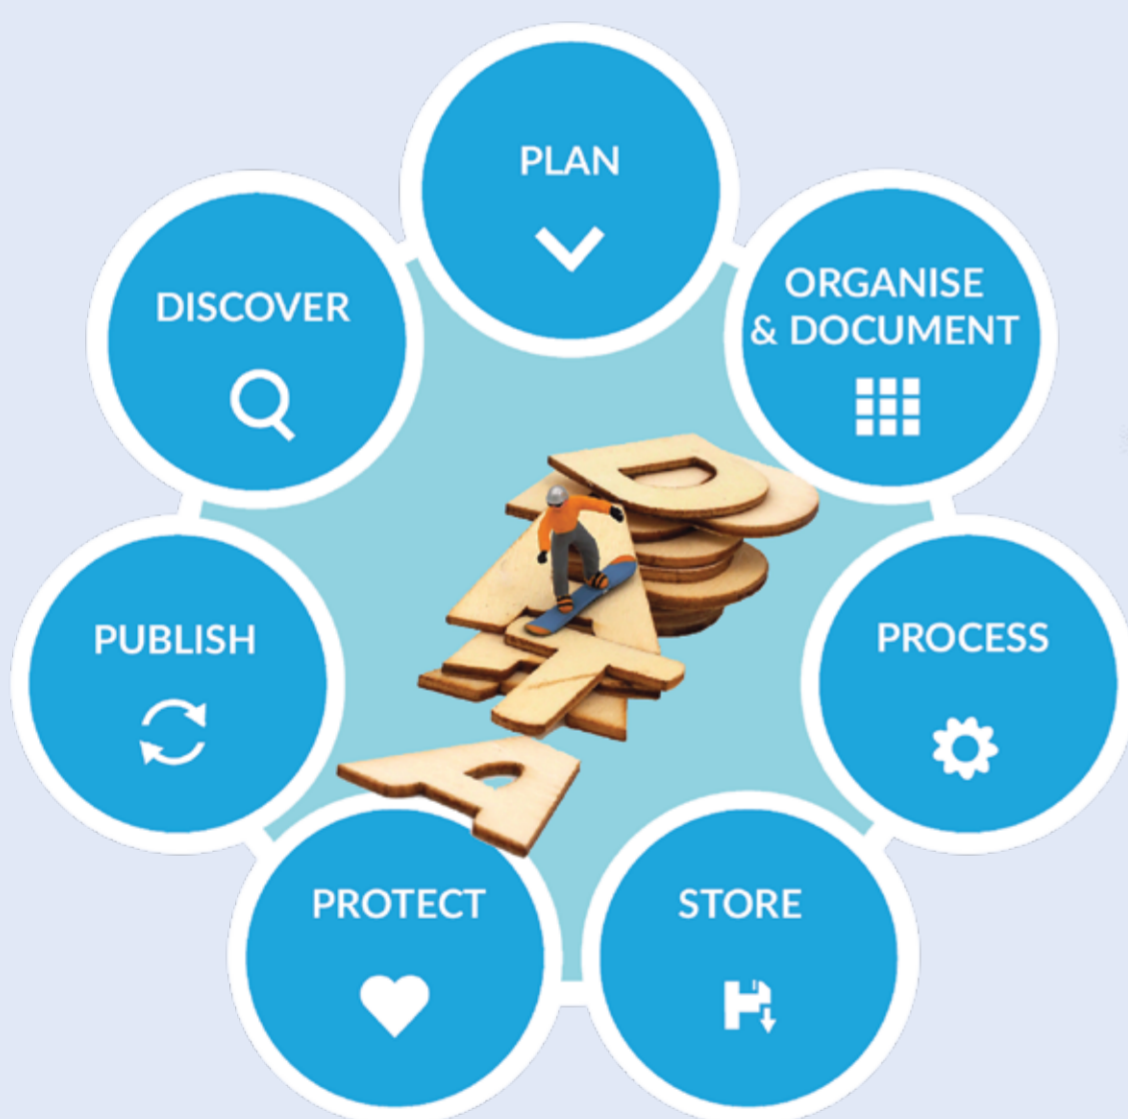 PLAN
ORGANISE
& DOCUMENT
PROCESS
STORE
PROTECT
PUBLISH
DISCOVER
D
A
T
A